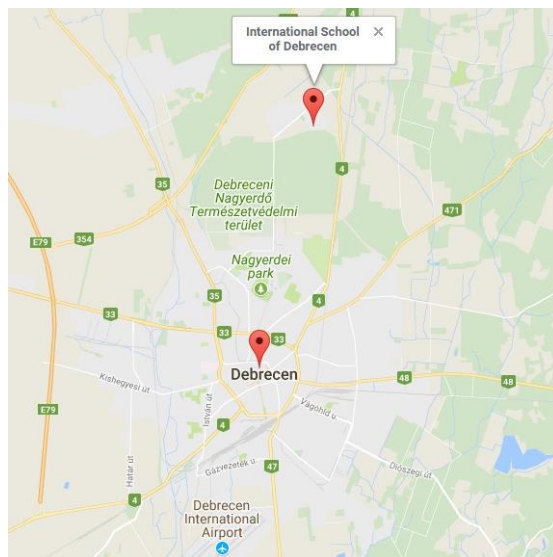 International School
of Debrecen
4
4
35
Debreceni
Nagyerdő
Természetvédelmi
terület
471
354
E79
Nagyerdei
park
35
4
33
33
33
Debrecen
Kishegyesi út
48
48
István út
Vágóhíd u.
E79
4
Határ út
Gázvezeték u.
47
Diószegi út
4
Debrecen
International
Airport